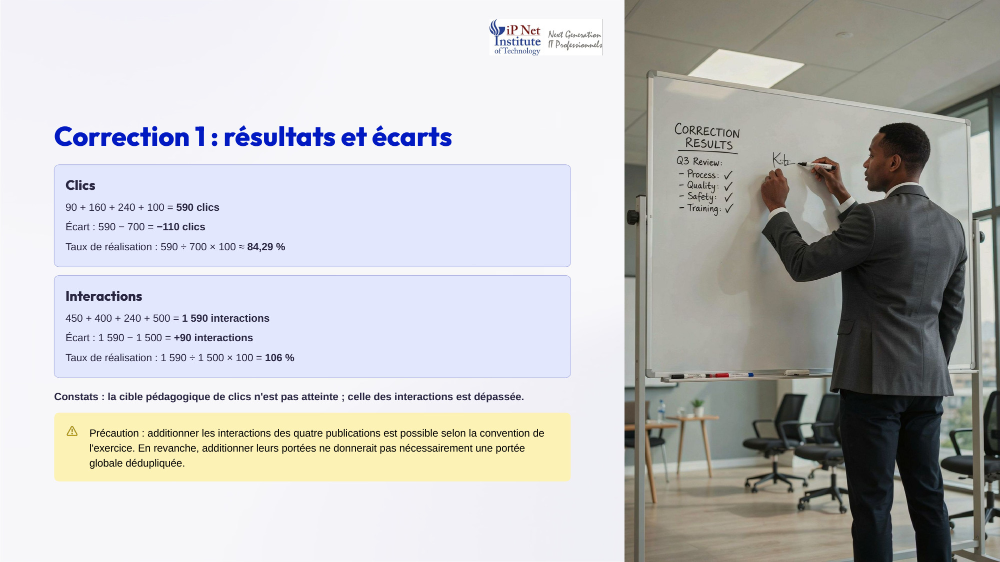 iP Net
Institute
of Technology
Next Generation
IT Professionnels
Correction 1 : résultats et écarts
Clics
90 + 160 + 240 + 100 = 590 clics
Écart : 590 − 700 = −110 clics
Taux de réalisation : 590 ÷ 700 × 100 ≈ 84,29 %
Interactions
450 + 400 + 240 + 500 = 1 590 interactions
Écart : 1 590 − 1 500 = +90 interactions
Taux de réalisation : 1 590 ÷ 1 500 × 100 = 106 %
Constats : la cible pédagogique de clics n'est pas atteinte ; celle des interactions est dépassée.
Précaution : additionner les interactions des quatre publications est possible selon la convention de
l'exercice. En revanche, additionner leurs portées ne donnerait pas nécessairement une portée
globale dédupliquée.
CORRECTION
RESULTS
Q3 Review:
- Process: ✓
- Quality: ✓
- Safety: ✓
- Training: ✓